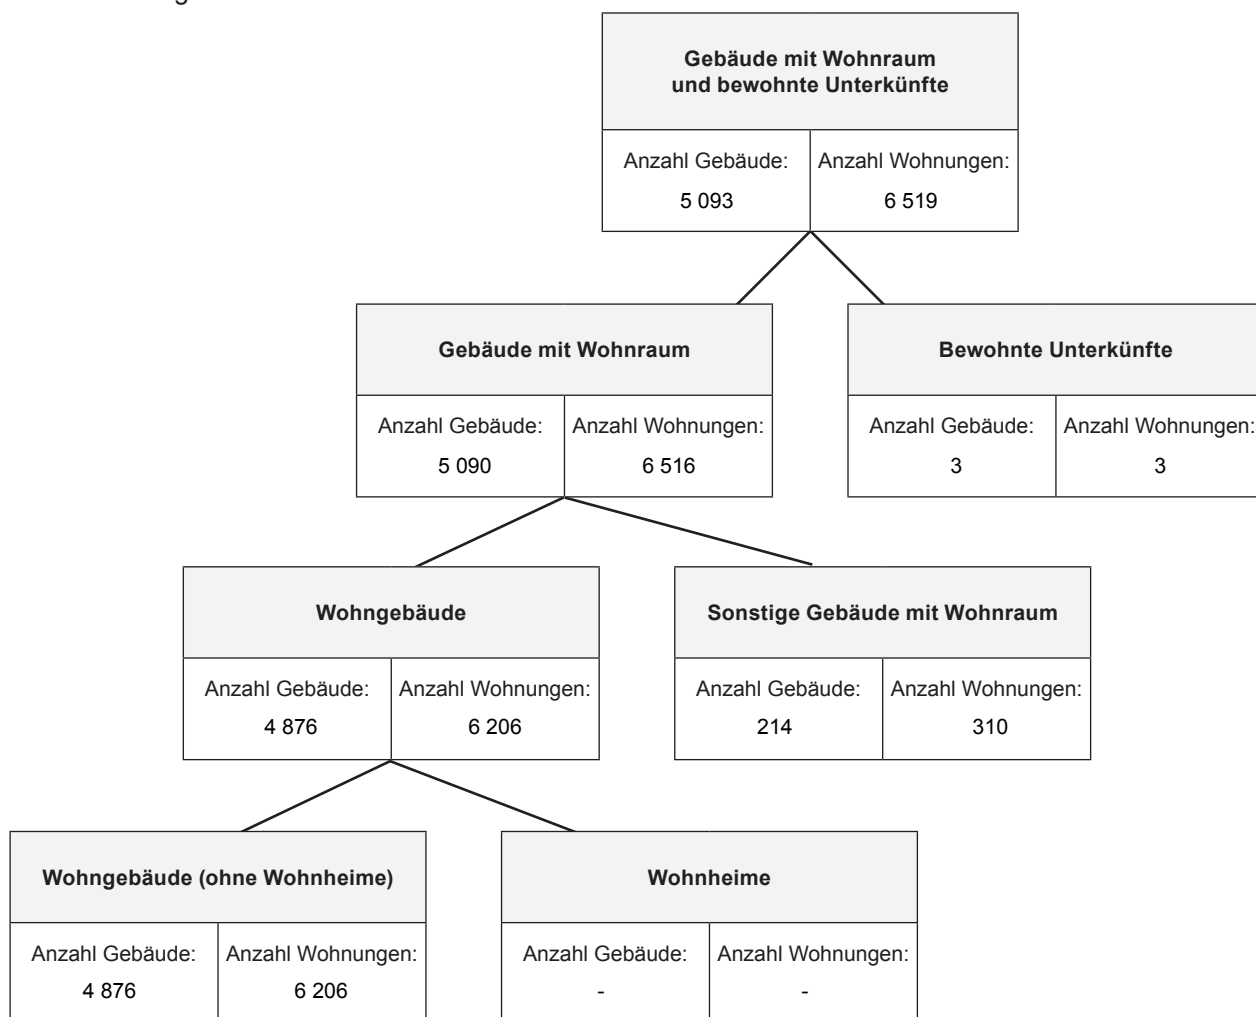 Gebäude mit Wohnraum
und bewohnte Unterkünfte
Anzahl Gebäude: Anzahl Wohnungen:
5 093 6 519
Gebäude mit Wohnraum
Anzahl Gebäude: Anzahl Wohnungen:
5 090 6 516
Bewohnte Unterkünfte
Anzahl Gebäude: Anzahl Wohnungen:
3 3
Wohngebäude
Anzahl Gebäude: Anzahl Wohnungen:
4 876 6 206
Sonstige Gebäude mit Wohnraum
Anzahl Gebäude: Anzahl Wohnungen:
214 310
Wohngebäude (ohne Wohnheime)
Anzahl Gebäude: Anzahl Wohnungen:
4 876 6 206
Wohnheime
Anzahl Gebäude: Anzahl Wohnungen:
- -